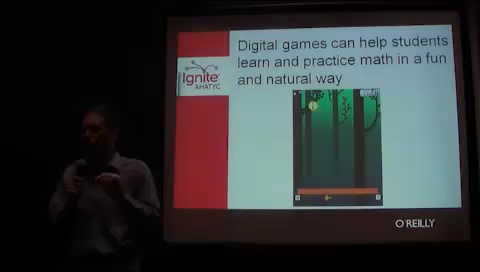 Digital games can help students
learn and practice math in a fun
and natural way
Ignite
AMATYC
O REILLY